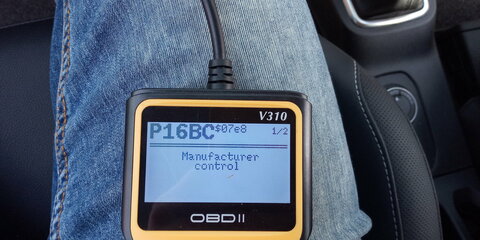 V310
P16BC $07e8 1/2
Manufacturer
control
OBDII